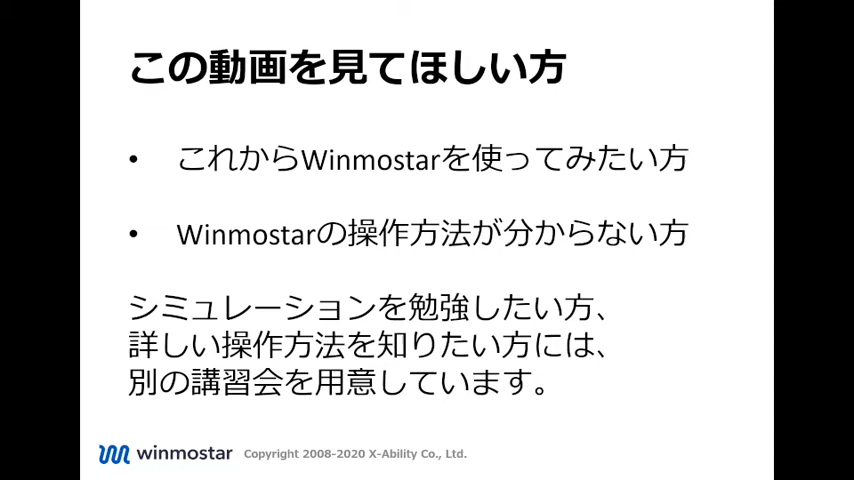 この動画を見てほしい方
• これからWinmostarを使ってみたい方
• Winmostarの操作方法が分からない方
シミュレーションを勉強したい方、
詳しい操作方法を知りたい方には、
別の講習会を用意しています。
winmostar Copyright 2008-2020 X-Ability Co., Ltd.